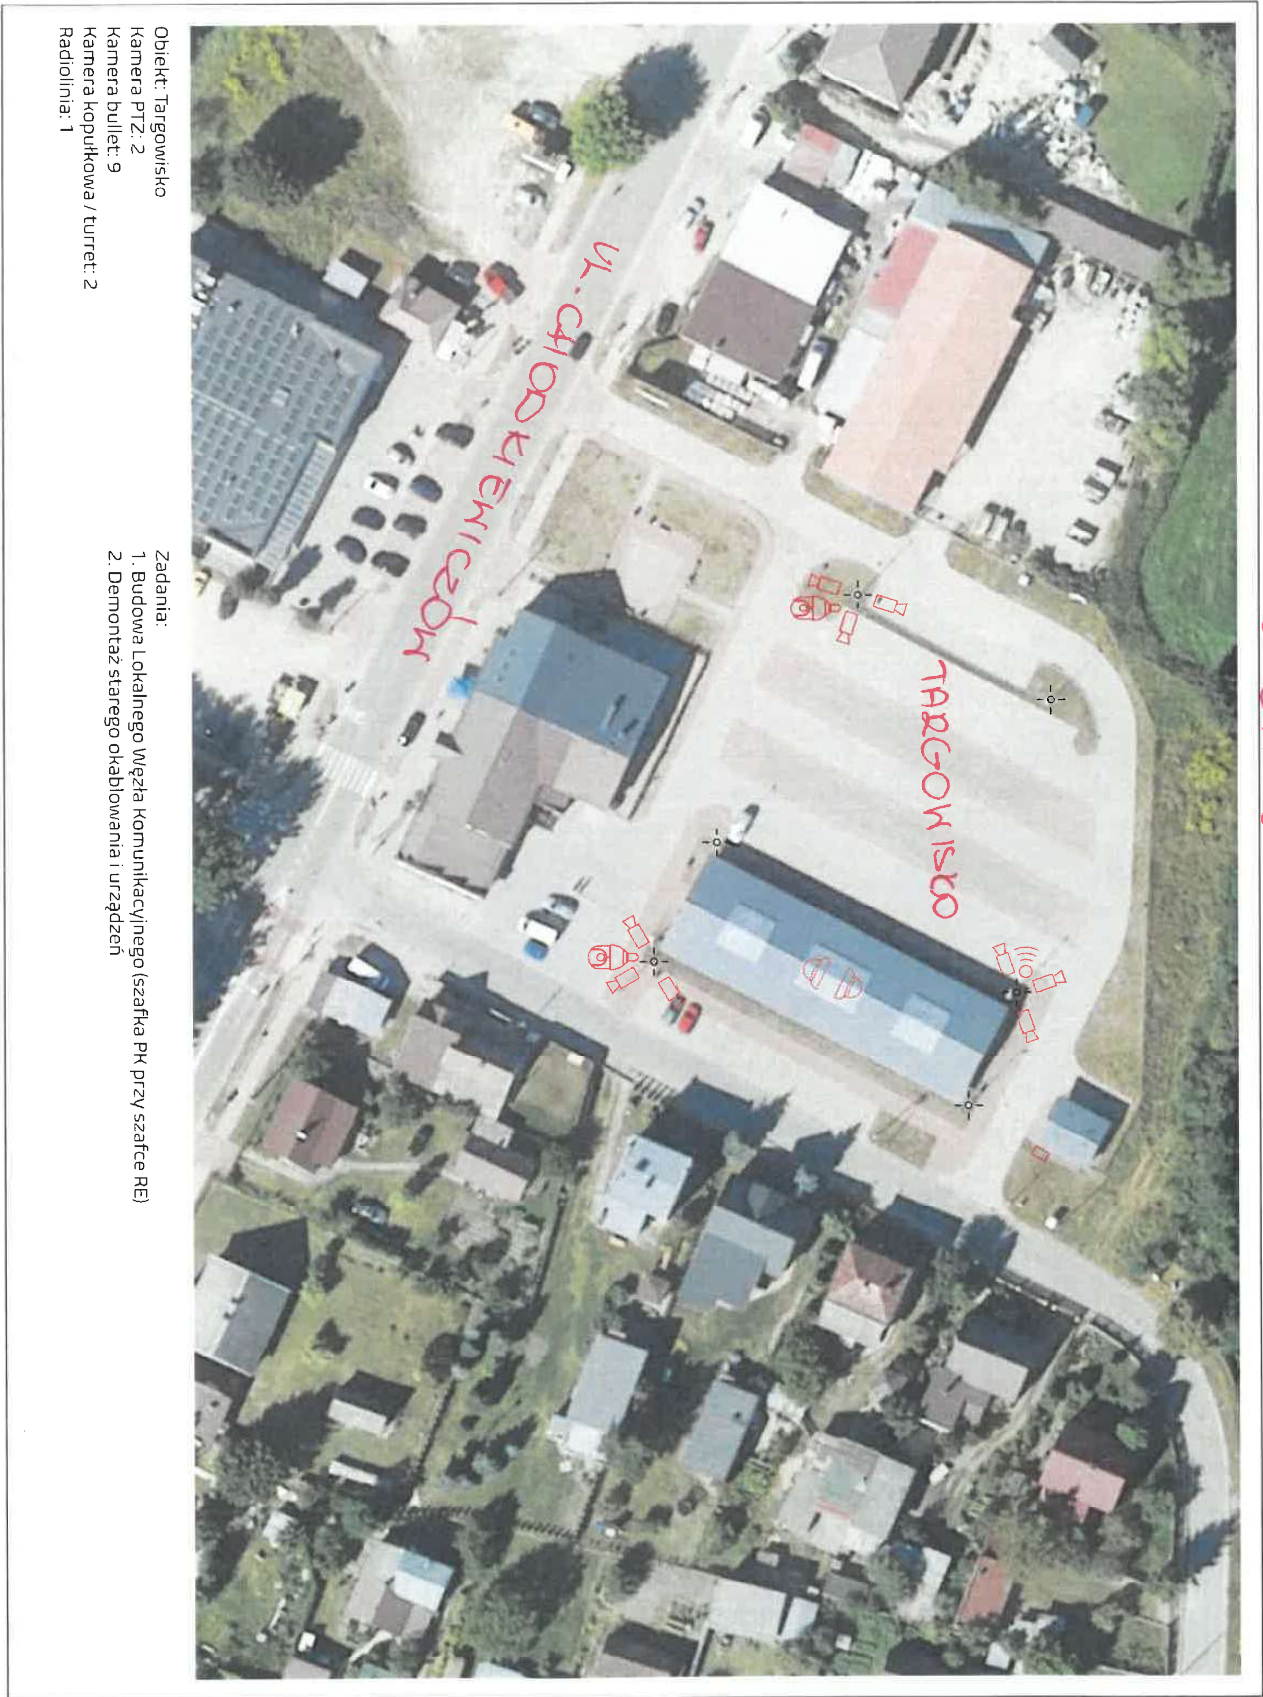 UL. CHODKIEWICZÓW
TARGOWISKO
Obiekt: Targowisko
Kamera PTZ: 2
Kamera bullet: 9
Kamera kopułkowa / turret: 2
Radiolinia: 1
Zadania:
1. Budowa Lokalnego Węzła Komunikacyjnego (szafka PK przy szafce RE)
2. Demontaż starego okablowania i urządzeń